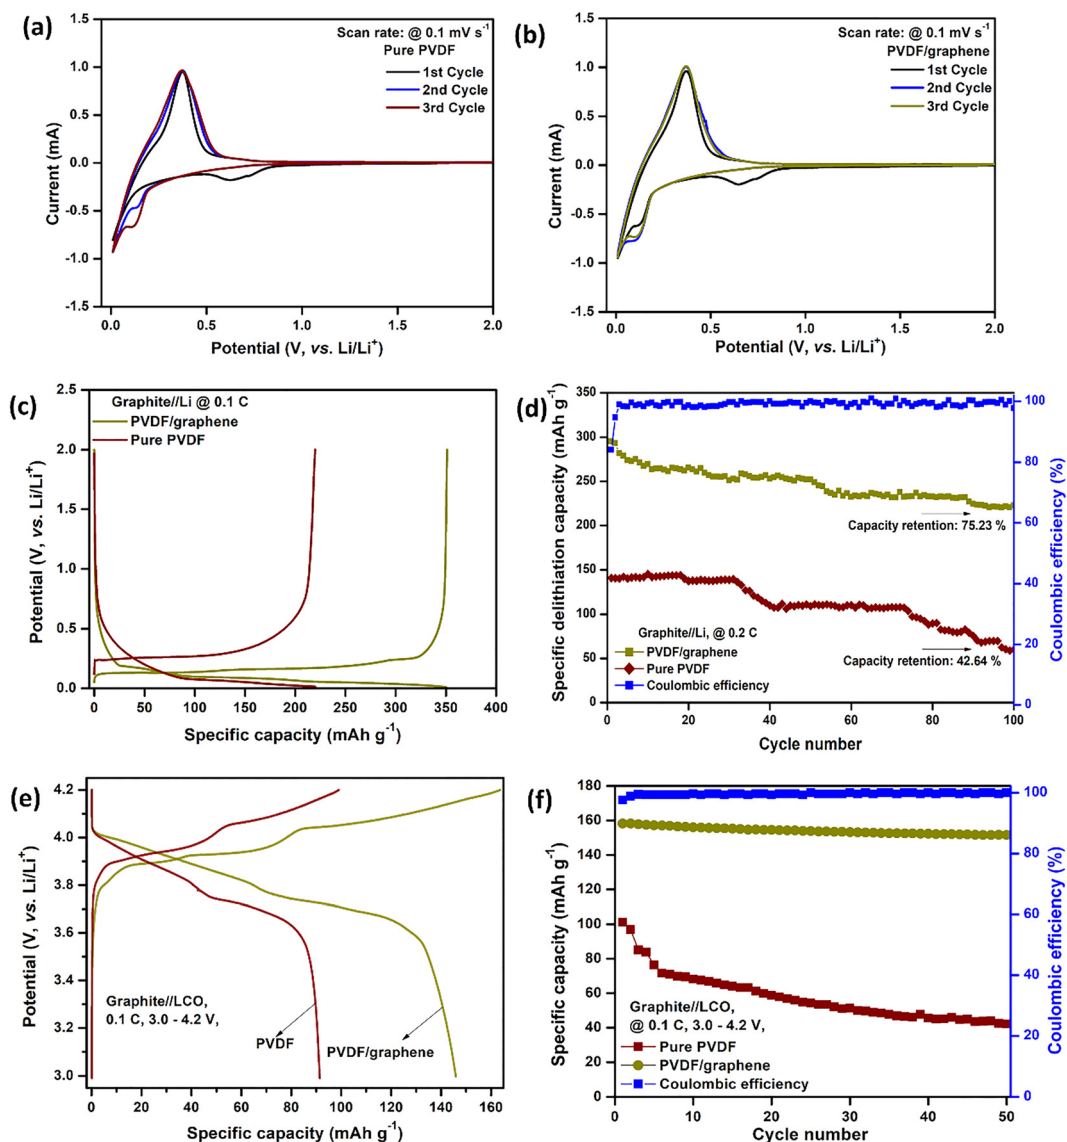 (a)
Scan rate: @ 0.1 mV s⁻¹
Pure PVDF
1st Cycle
2nd Cycle
3rd Cycle
1.5
1.0
0.5
0.0
-0.5
-1.0
-1.5
Current (mA)
0.0 0.5 1.0 1.5 2.0
Potential (V, vs. Li/Li⁺)
(b)
Scan rate: @ 0.1 mV s⁻¹
PVDF/graphene
1st Cycle
2nd Cycle
3rd Cycle
1.5
1.0
0.5
0.0
-0.5
-1.0
-1.5
Current (mA)
0.0 0.5 1.0 1.5 2.0
Potential (V, vs. Li/Li⁺)
(c)
Graphite//Li @ 0.1 C
PVDF/graphene
Pure PVDF
2.5
2.0
1.5
1.0
0.5
0.0
Potential (V, vs. Li/Li⁺)
0 50 100 150 200 250 300 350 400
Specific capacity (mAh g⁻¹)
(d)
350
300
250
200
150
100
50
0
Specific delithiation capacity (mAh g⁻¹)
Capacity retention: 75.23 %
Graphite//Li, @ 0.2 C
PVDF/graphene
Pure PVDF
Coulombic efficiency
Capacity retention: 42.64 %
100
80
60
40
20
0
Coulombic efficiency (%)
0 20 40 60 80 100
Cycle number
(e)
4.2
4.0
3.8
3.6
3.4
3.2
3.0
Potential (V, vs. Li/Li⁺)
Graphite//LCO,
0.1 C, 3.0 - 4.2 V,
PVDF
PVDF/graphene
0 20 40 60 80 100 120 140 160
Specific capacity (mAh g⁻¹)
(f)
180
160
140
120
100
80
60
40
20
0
Specific capacity (mAh g⁻¹)
Graphite//LCO,
@ 0.1 C, 3.0 - 4.2 V,
Pure PVDF
PVDF/graphene
Coulombic efficiency
100
80
60
40
20
0
Coulombic efficiency (%)
0 10 20 30 40 50
Cycle number